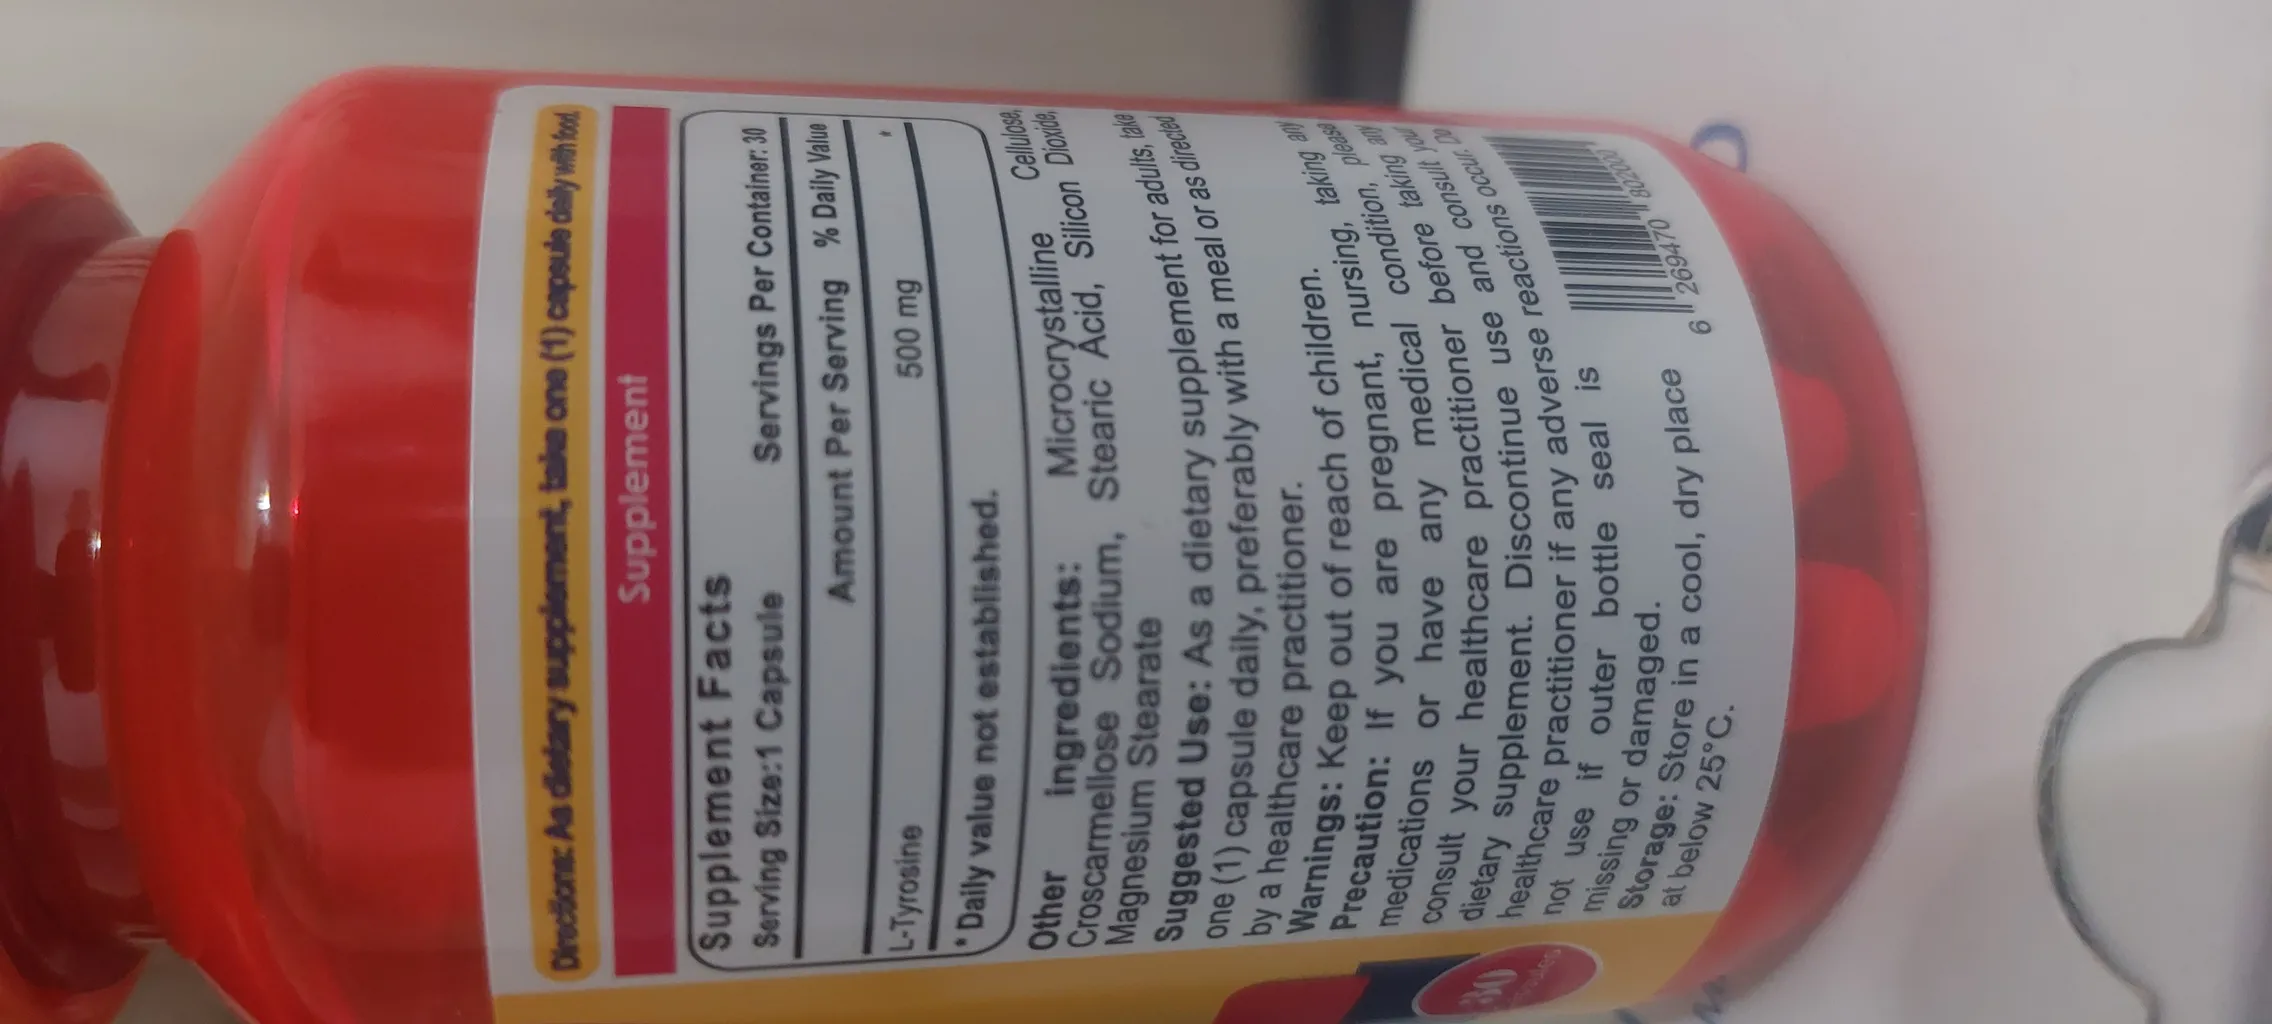 Directions: As dietary supplement, take one (1) capsule daily with food.
Supplement
Supplement Facts
Serving Size:1 Capsule Servings Per Container: 30
Amount Per Serving % Daily Value
L-Tyrosine 500 mg *
* Daily value not established.
Other ingredients: Microcrystalline Cellulose,
Croscarmellose Sodium, Stearic Acid, Silicon Dioxide,
Magnesium Stearate
Suggested Use: As a dietary supplement for adults, take
one (1) capsule daily, preferably with a meal or as directed
by a healthcare practitioner.
Warnings: Keep out of reach of children.
Precaution: If you are pregnant, nursing, taking any
medications or have any medical condition, please
consult your healthcare practitioner before taking any
dietary supplement. Discontinue use and consult your
healthcare practitioner if any adverse reactions occur. Do
not use if outer bottle seal is
missing or damaged.
Storage: Store in a cool, dry place
at below 25°C.
6 269470 802000
30